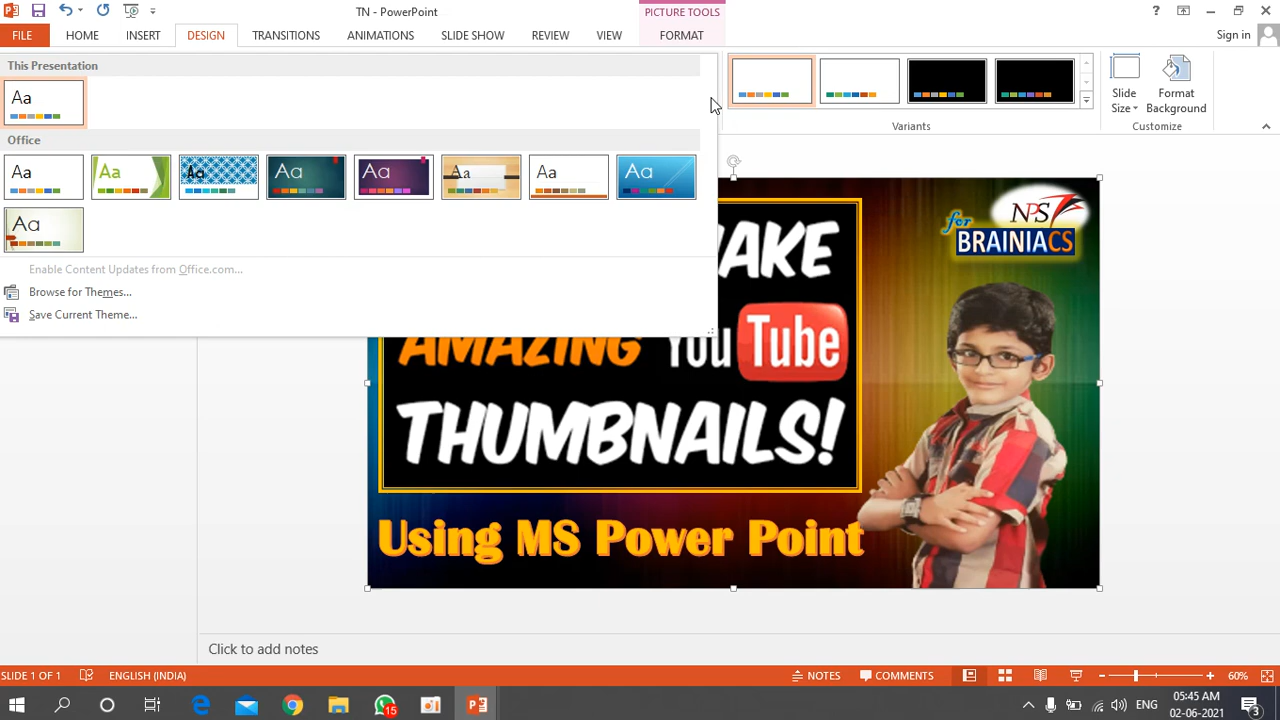 TN - PowerPoint
PICTURE TOOLS
?
FILE
HOME
INSERT
DESIGN
TRANSITIONS
ANIMATIONS
SLIDE SHOW
REVIEW
VIEW
FORMAT
Sign in
This Presentation
Aa
Office
Aa
Aa
Aa
Aa
Aa
Aa
Aa
Aa
Aa
Enable Content Updates from Office.com...
Browse for Themes...
Save Current Theme...
Variants
Slide
Size
Format
Background
Customize
AKE
AMAZING YouTube
THUMBNAILS!
Using MS Power Point
NPS
for
BRAINIACS
Click to add notes
SLIDE 1 OF 1
ENGLISH (INDIA)
NOTES
COMMENTS
60%
15
ENG
05:45 AM
02-06-2021
3